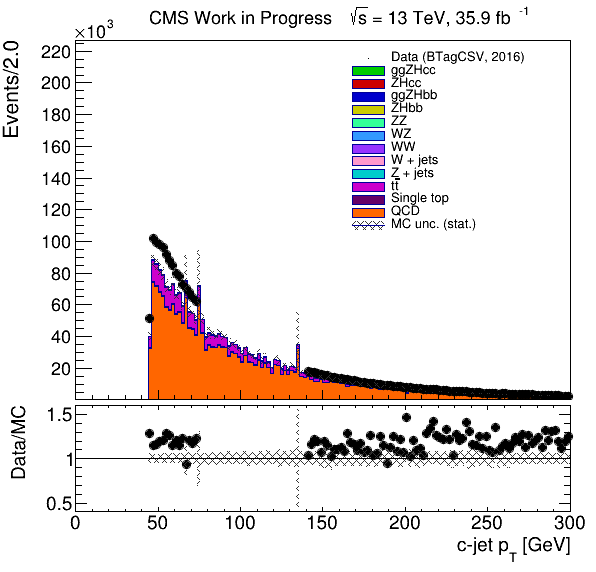 CMS Work in Progress √s = 13 TeV, 35.9 fb -1
×10³
Events/2.0
220
200
180
160
140
120
100
80
60
40
20
Data (BTagCSV, 2016)
ggZHcc
ZHcc
ggZHbb
ZHbb
ZZ
WZ
WW
W + jets
Z + jets
tt̅
Single top
QCD
MC unc. (stat.)
Data/MC
1.5
1
0.5
0 50 100 150 200 250 300
c-jet p_T [GeV]